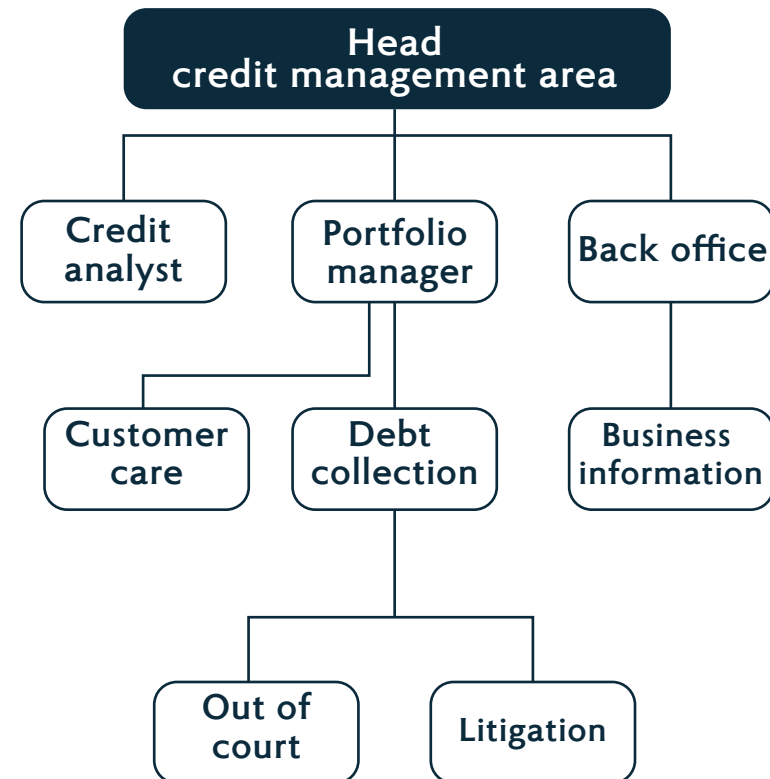 Head
credit management area
Credit
analyst
Portfolio
manager
Back office
Customer
care
Debt
collection
Business
information
Out of
court
Litigation